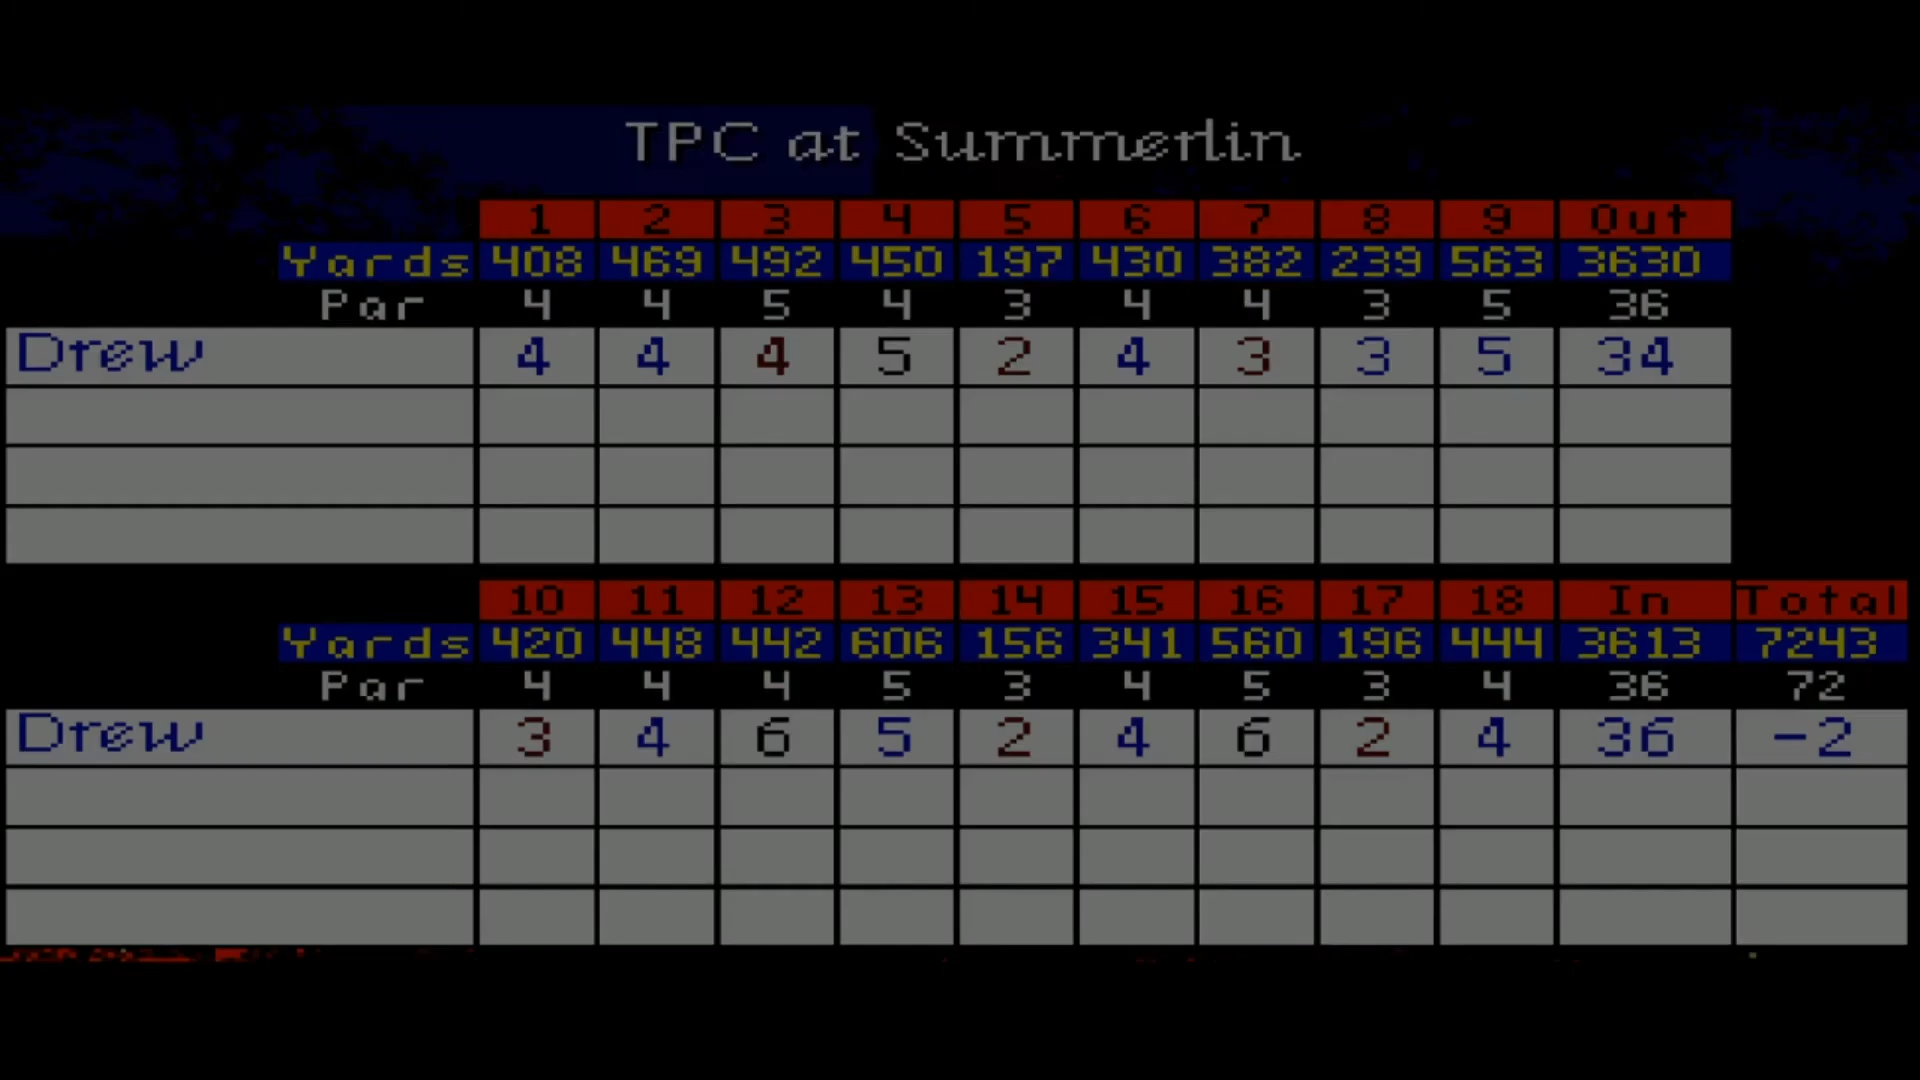 TPC at Summerlin
1 2 3 4 5 6 7 8 9 Out
Yards 408 469 492 450 197 430 382 239 563 3630
Par 4 4 5 4 3 4 4 3 5 36
Drew 4 4 4 5 2 4 3 3 5 34
10 11 12 13 14 15 16 17 18 In Total
Yards 420 448 442 606 156 341 560 196 444 3613 7243
Par 4 4 4 5 3 4 5 3 4 36 72
Drew 3 4 6 5 2 4 6 2 4 36 -2